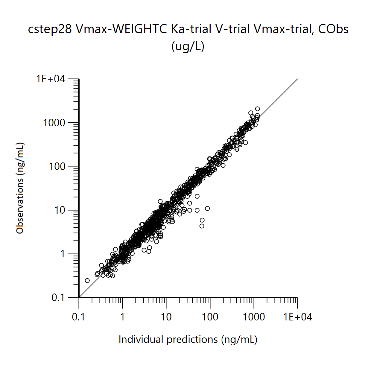 cstep28 Vmax-WEIGHTC Ka-trial V-trial Vmax-trial, CObs
(ug/L)
1E+04
1000
100
10
1
0.1
Observations (ng/mL)
0.1 1 10 100 1000 1E+04
Individual predictions (ng/mL)